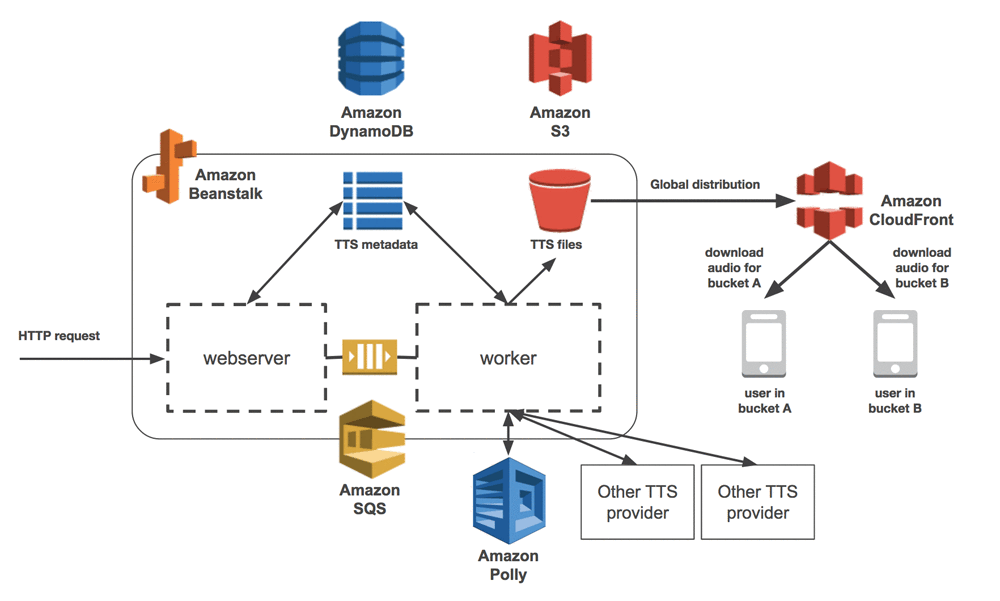 Amazon
DynamoDB
Amazon
S3
Amazon
Beanstalk
TTS metadata
TTS files
Global distribution
Amazon
CloudFront
download
audio for
bucket A
download
audio for
bucket B
HTTP request
webserver
worker
user in
bucket A
user in
bucket B
Amazon
SQS
Amazon
Polly
Other TTS
provider
Other TTS
provider